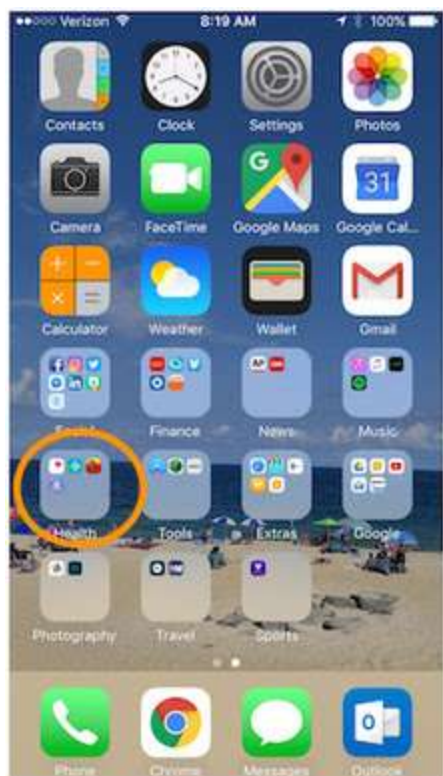 Verizon 8:19 AM 100%
Contacts Clock Settings Photos
G 31
Camera FaceTime Google Maps Google Cal...
Calculator Weather Wallet Gmail
AP
Social Finance News Music
Health Tools Extras Google
Photography Travel Sports
Phone Chrome Messages Outlook